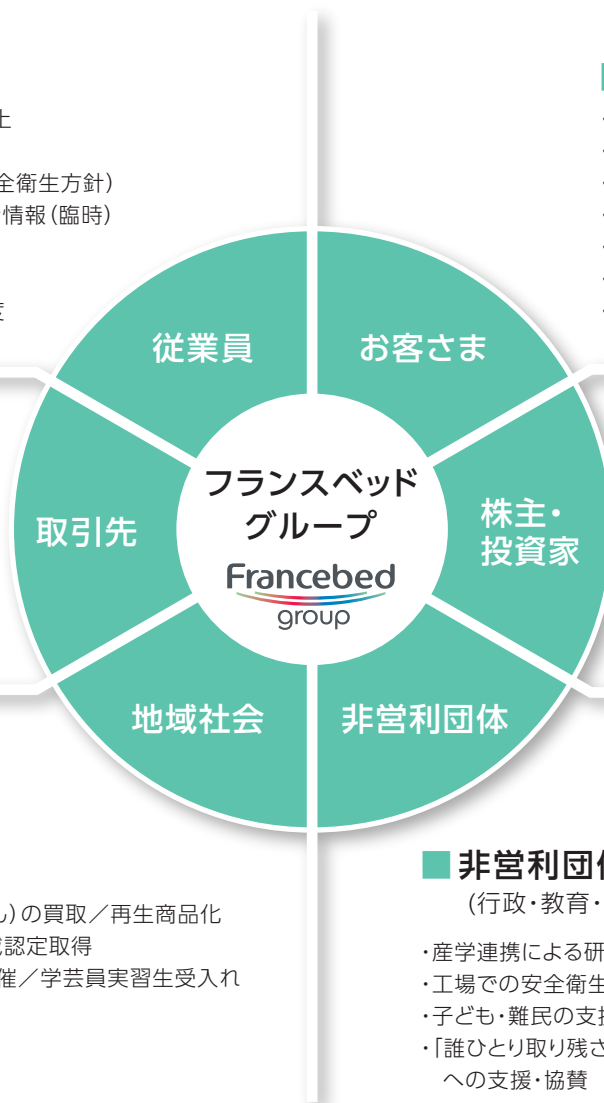 上
全衛生方針)
情報(臨時)
度
従業員
お客さま
取引先
フランスベッド
グループ
Francebed
group
株主・
投資家
地域社会
非営利団体
)の買取/再生商品化
認定取得
催/学芸員実習生受入れ
■非営利団体
(行政・教育・
・産学連携による研
・工場での安全衛生
・子ども・難民の支援
・「誰ひとり取り残さ
への支援・協賛